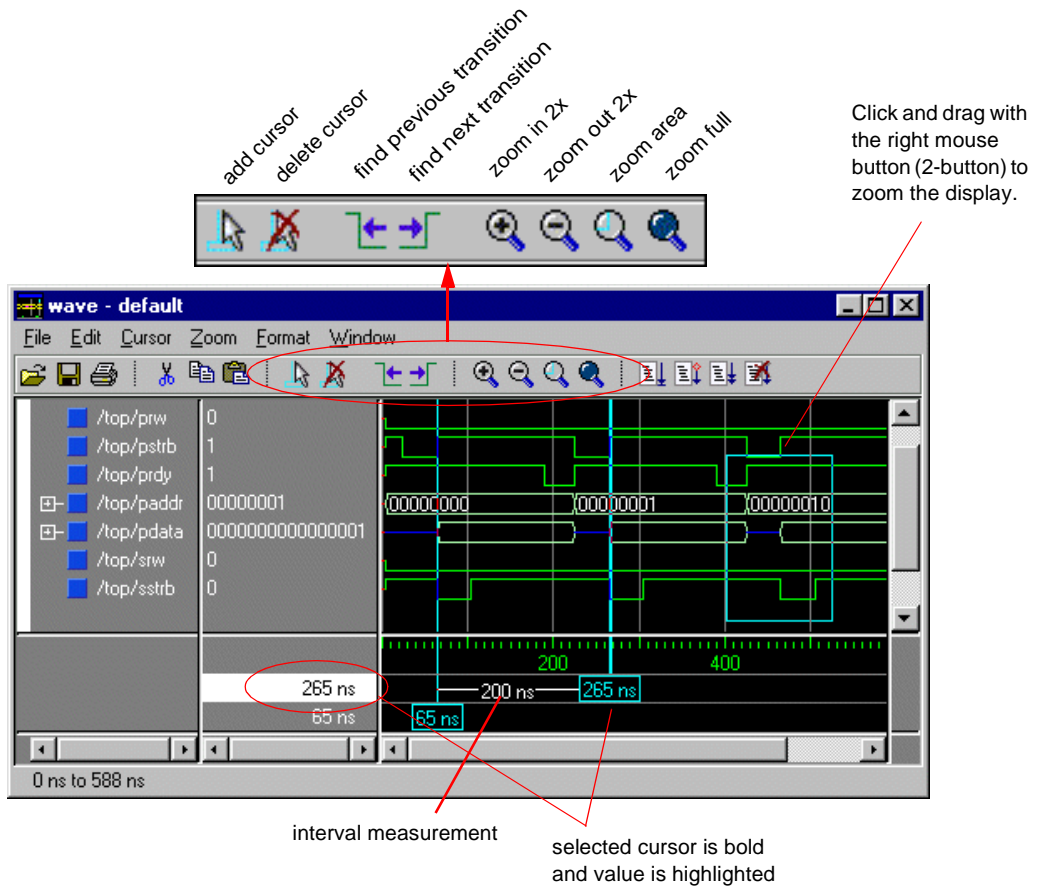 add cursor
delete cursor
find previous transition
find next transition
zoom in 2x
zoom out 2x
zoom area
zoom full
Click and drag with
the right mouse
button (2-button) to
zoom the display.
wave - default
File Edit Cursor Zoom Format Window
/top/prw 0
/top/pstrb 1
/top/prdy 1
/top/paddr 00000001 00000000 00000001 00000010
/top/pdata 0000000000000001
/top/srw 0
/top/sstrb 0
200 400
265 ns 200 ns 265 ns
65 ns 65 ns
0 ns to 588 ns
interval measurement
selected cursor is bold
and value is highlighted